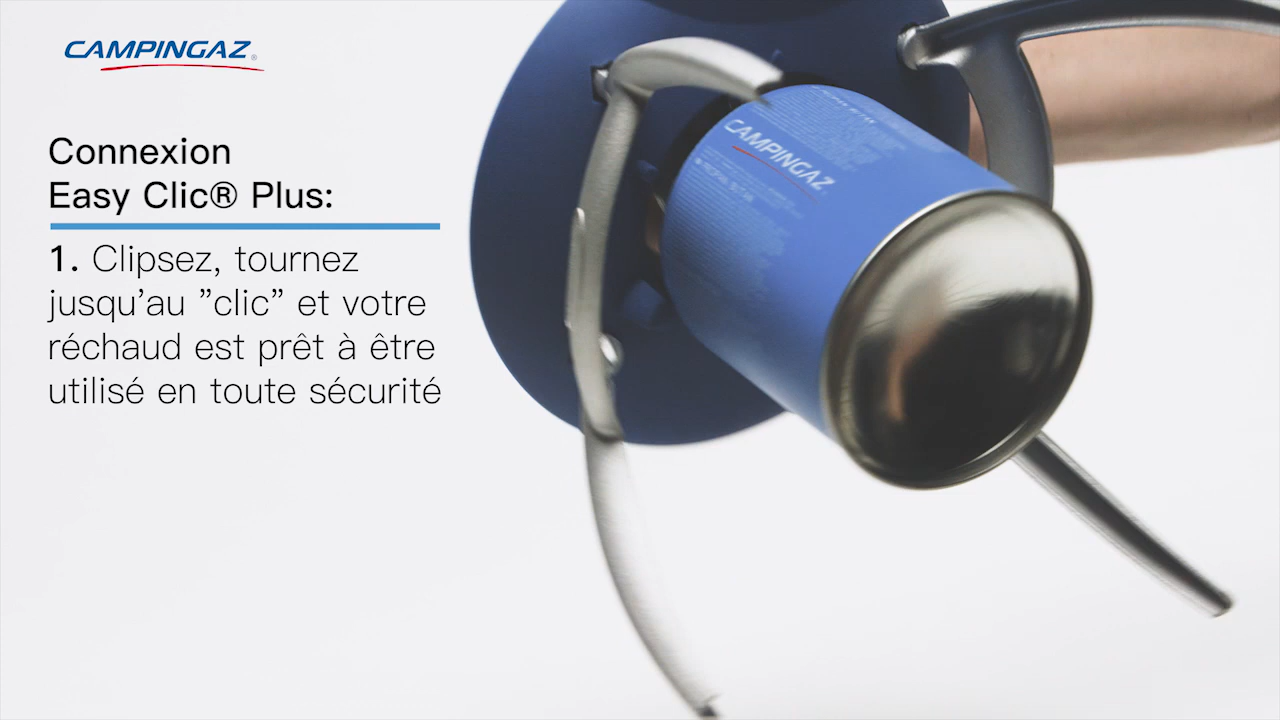 CAMPINGAZ®
Connexion
Easy Clic® Plus:
1. Clipsez, tournez
jusqu'au "clic" et votre
réchaud est prêt à être
utilisé en toute sécurité
CAMPINGAZ